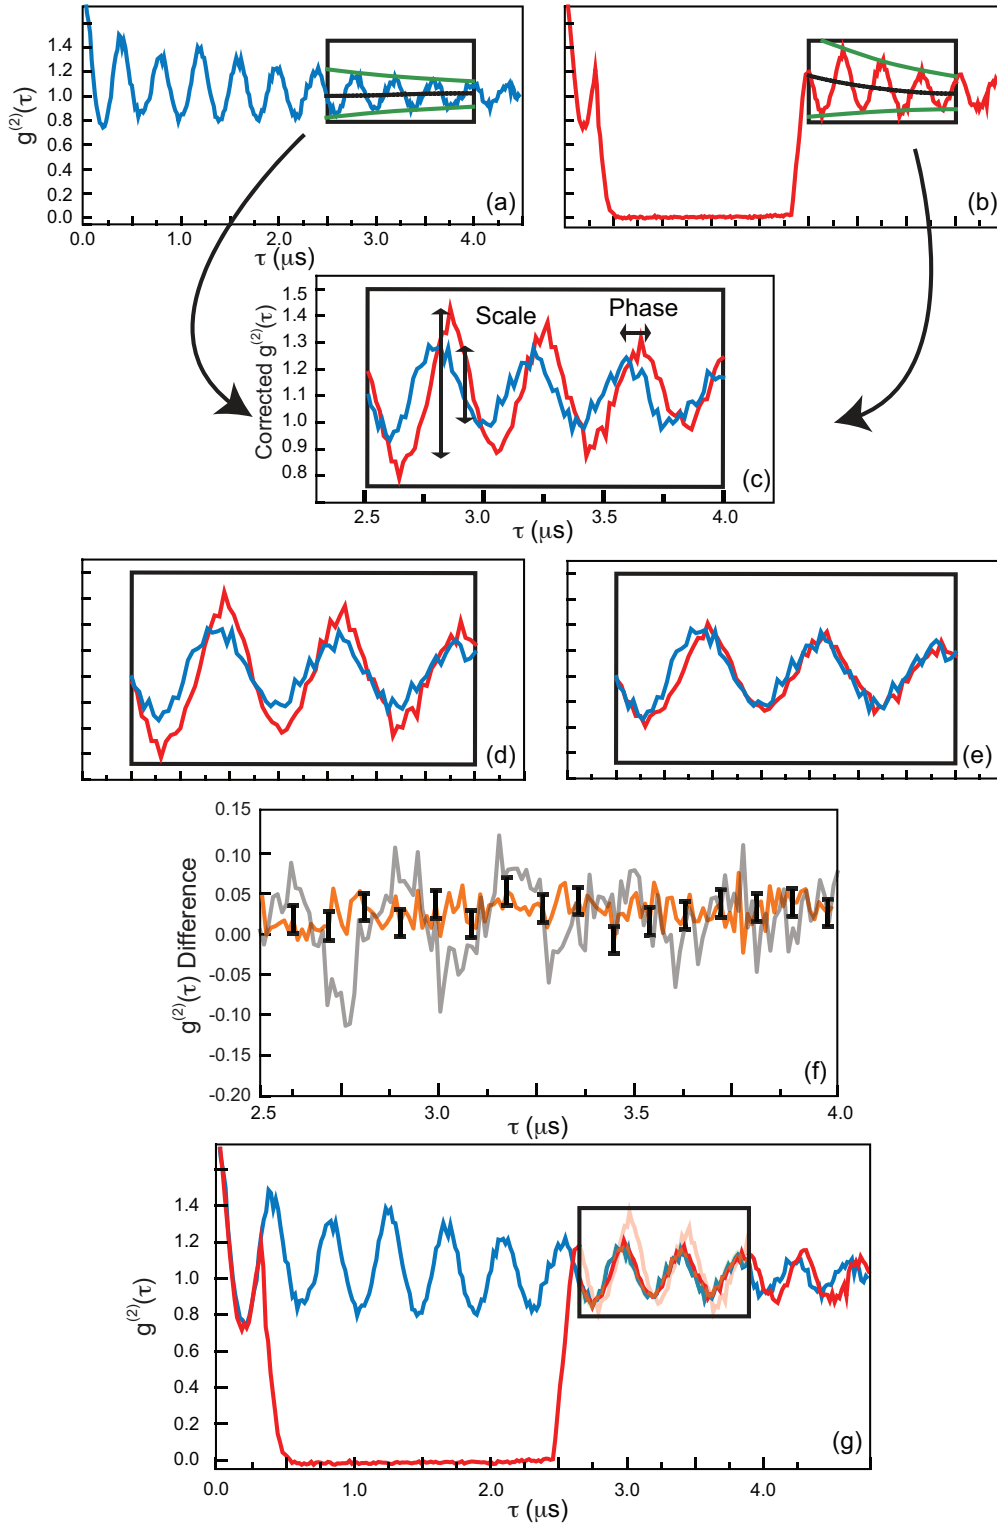 1.4
1.2
1.0
0.8
0.6
0.4
0.2
0.0
g⁽²⁾(τ)
(a)
(b)
0.0 1.0 2.0 3.0 4.0
τ (μs)
1.5
1.4
1.3
1.2
1.1
1.0
0.9
0.8
Corrected g⁽²⁾(τ)
Scale
Phase
(c)
2.5 3.0 3.5 4.0
τ (μs)
(d)
(e)
0.15
0.10
0.05
0.00
-0.05
-0.10
-0.15
-0.20
g⁽²⁾(τ) Difference
(f)
2.5 3.0 3.5 4.0
τ (μs)
1.4
1.2
1.0
0.8
0.6
0.4
0.2
0.0
g⁽²⁾(τ)
(g)
0.0 1.0 2.0 3.0 4.0
τ (μs)